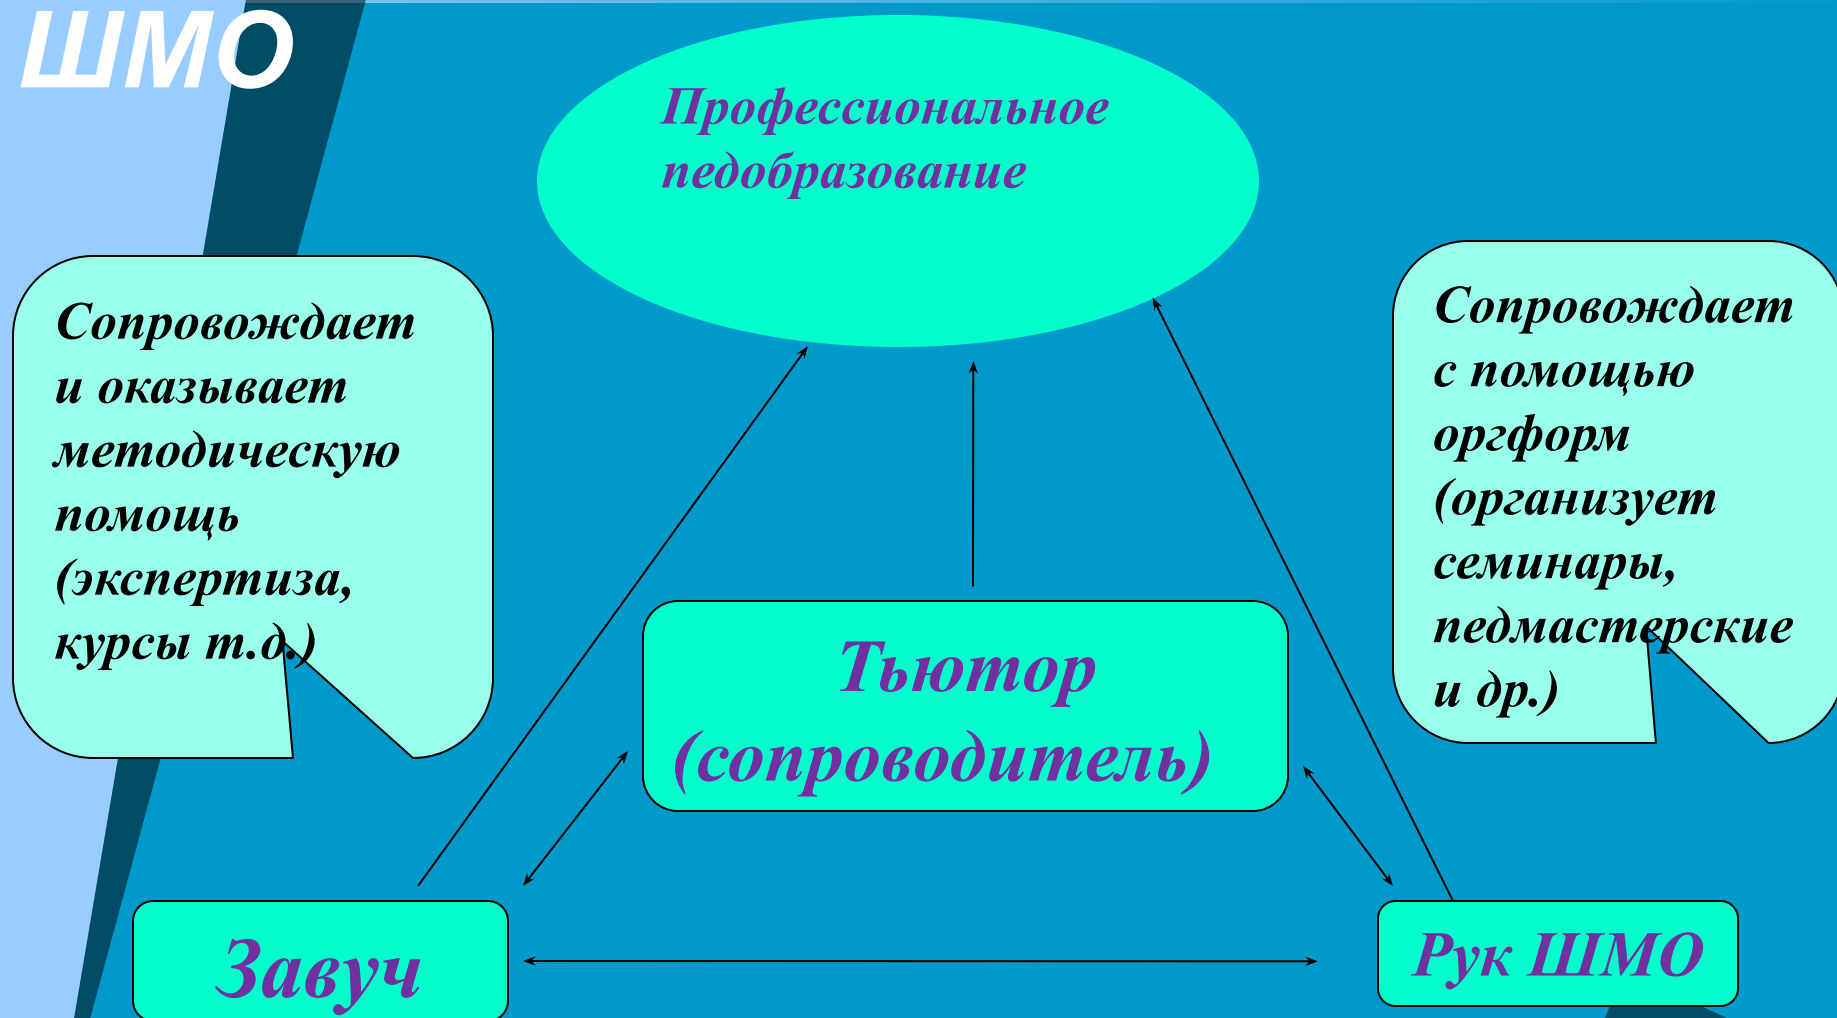 ШМО
Профессиональное
педобразование
Сопровождает
и оказывает
методическую
помощь
(экспертиза,
курсы т.д.)
Сопровождает
с помощью
оргформ
(организует
семинары,
педмастерские
и др.)
Тьютор
(сопроводитель)
Завуч
Рук ШМО